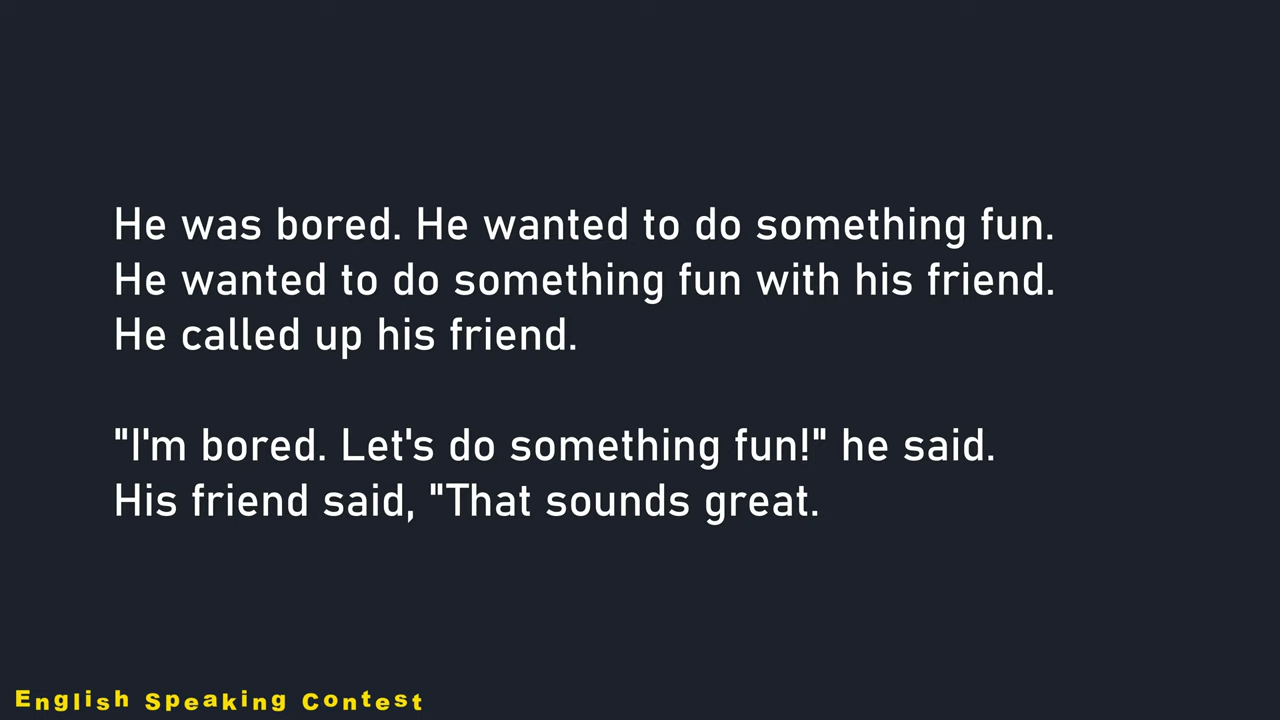 He was bored. He wanted to do something fun.
He wanted to do something fun with his friend.
He called up his friend.
"I'm bored. Let's do something fun!" he said.
His friend said, "That sounds great.
English Speaking Contest